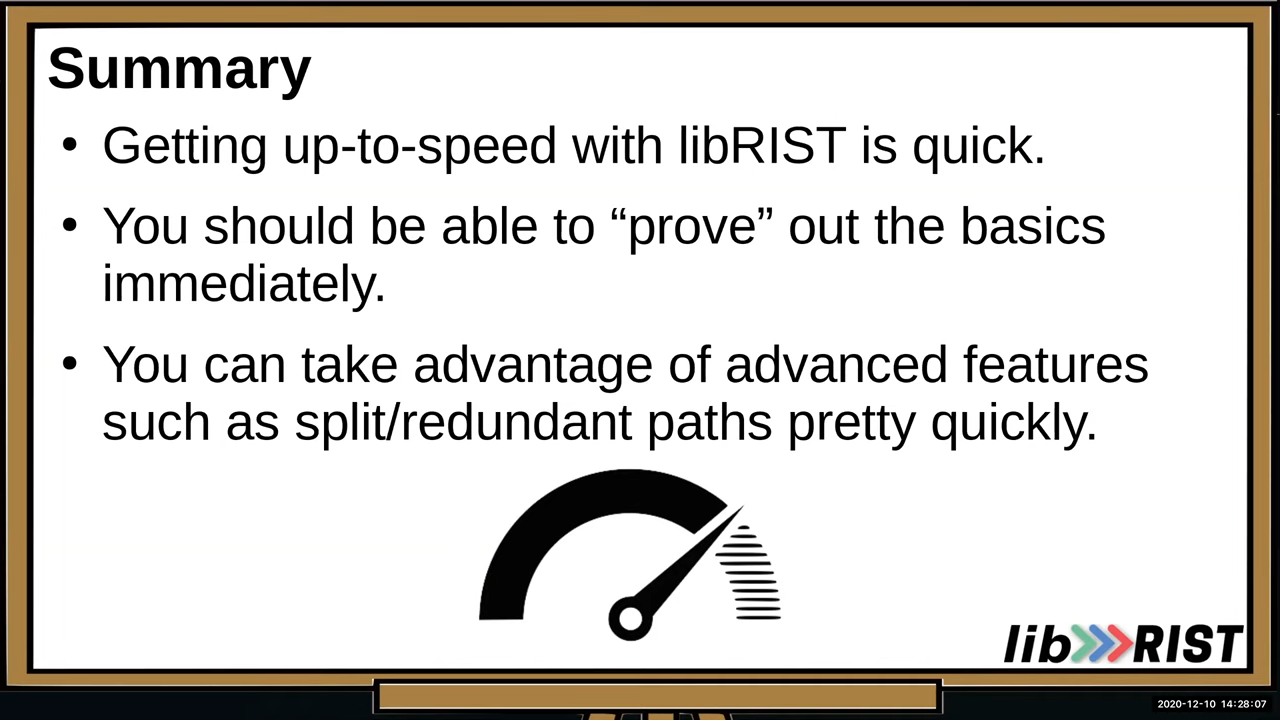 Summary
• Getting up-to-speed with libRIST is quick.
• You should be able to “prove” out the basics
immediately.
• You can take advantage of advanced features
such as split/redundant paths pretty quickly.
lib RIST
2020-12-10 14:28:07